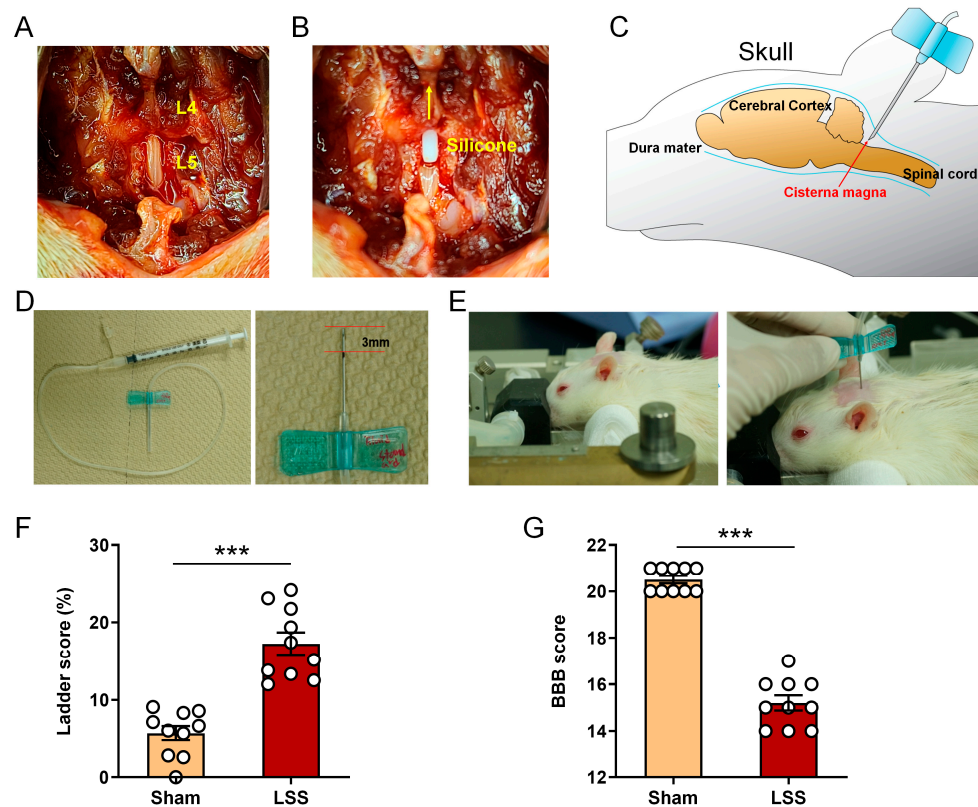 A
B
C
L4
L5
Silicone
Skull
Cerebral Cortex
Dura mater
Spinal cord
Cisterna magna
D
E
3mm
F
G
***
***
Ladder score (%)
30
20
10
0
Sham
LSS
BBB score
22
20
18
16
14
12
Sham
LSS